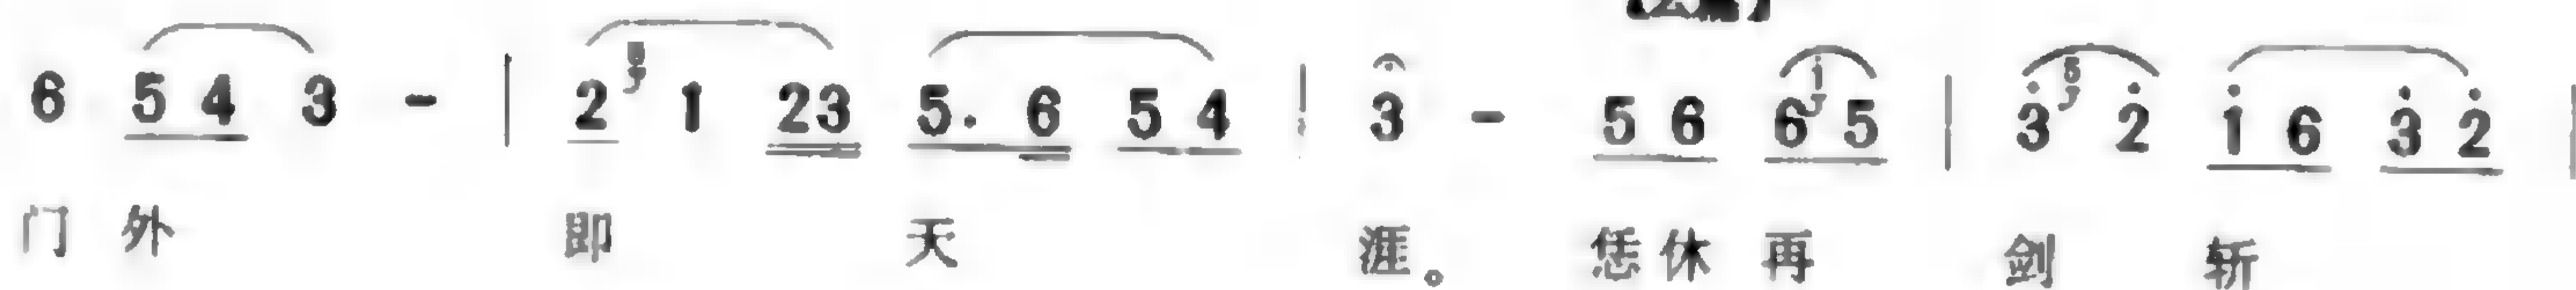 6 5 4 3 - | 2 1 23 5. 6 5 4 | 3 - 5 6 6 5 | 3̇ 2̇ 1̇ 6 3̇ 2̇ |
门 外 即 天 涯。 恁 休 再 剑 斩